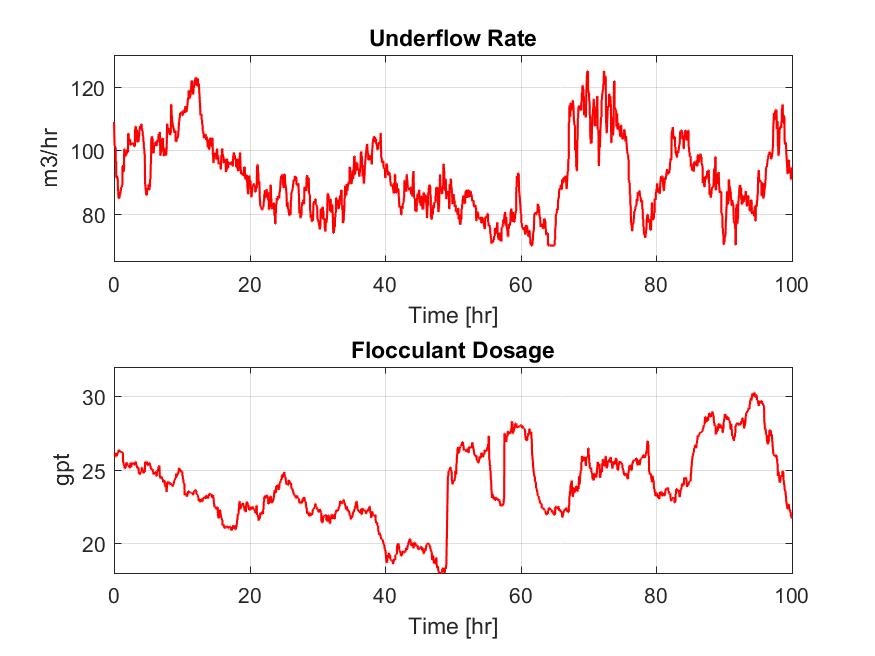 Underflow Rate
m3/hr
120
100
80
0 20 40 60 80 100
Time [hr]
Flocculant Dosage
gpt
30
25
20
0 20 40 60 80 100
Time [hr]